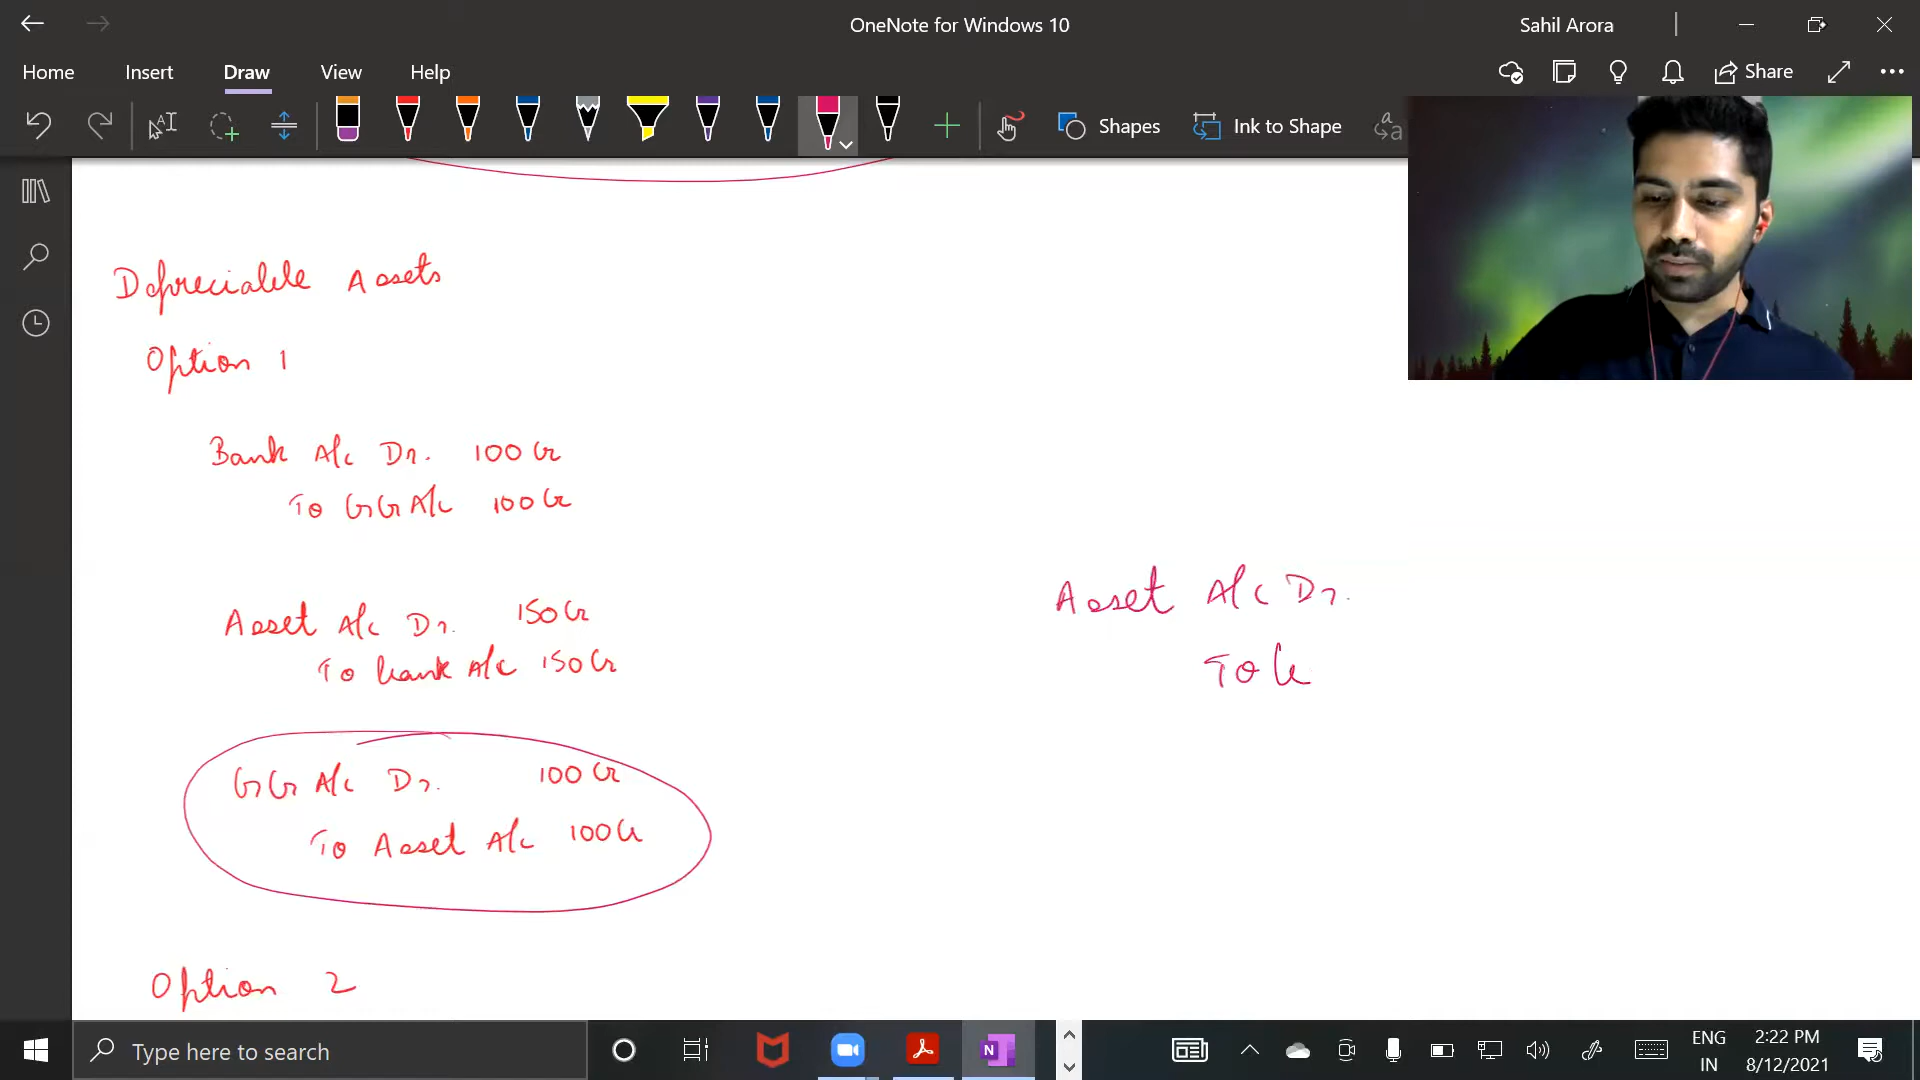 OneNote for Windows 10
Sahil Arora
Home Insert Draw View Help
Share
Shapes
Ink to Shape
Depreciable Assets
Option 1
Bank A/c Dr. 100 Cr
To GG A/c 100 Cr
Asset A/c Dr. 150 Cr
To bank A/c 150 Cr
GG A/c Dr. 100 Cr
To Asset A/c 100 Cr
Option 2
Asset A/c Dr.
To
Type here to search
ENG
IN
2:22 PM
8/12/2021